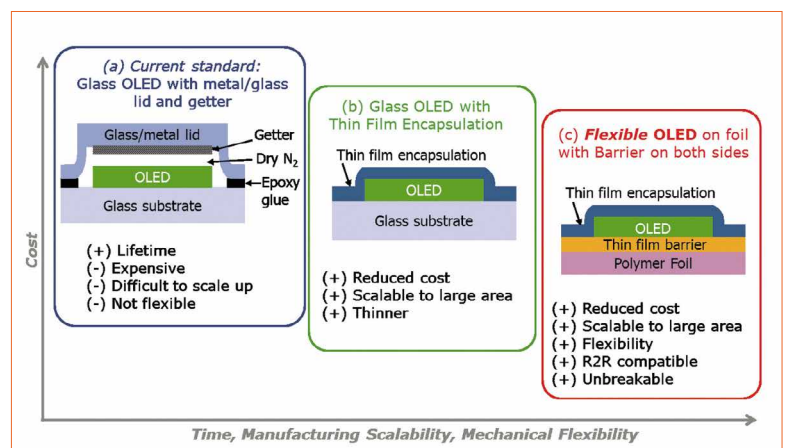 (a) Current standard:
Glass OLED with metal/glass
lid and getter
Glass/metal lid
Getter
Dry N₂
OLED
Epoxy
glue
Glass substrate
(+) Lifetime
(-) Expensive
(-) Difficult to scale up
(-) Not flexible
(b) Glass OLED with
Thin Film Encapsulation
Thin film encapsulation
OLED
Glass substrate
(+) Reduced cost
(+) Scalable to large area
(+) Thinner
(c) Flexible OLED on foil
with Barrier on both sides
Thin film encapsulation
OLED
Thin film barrier
Polymer Foil
(+) Reduced cost
(+) Scalable to large area
(+) Flexibility
(+) R2R compatible
(+) Unbreakable
Cost
Time, Manufacturing Scalability, Mechanical Flexibility